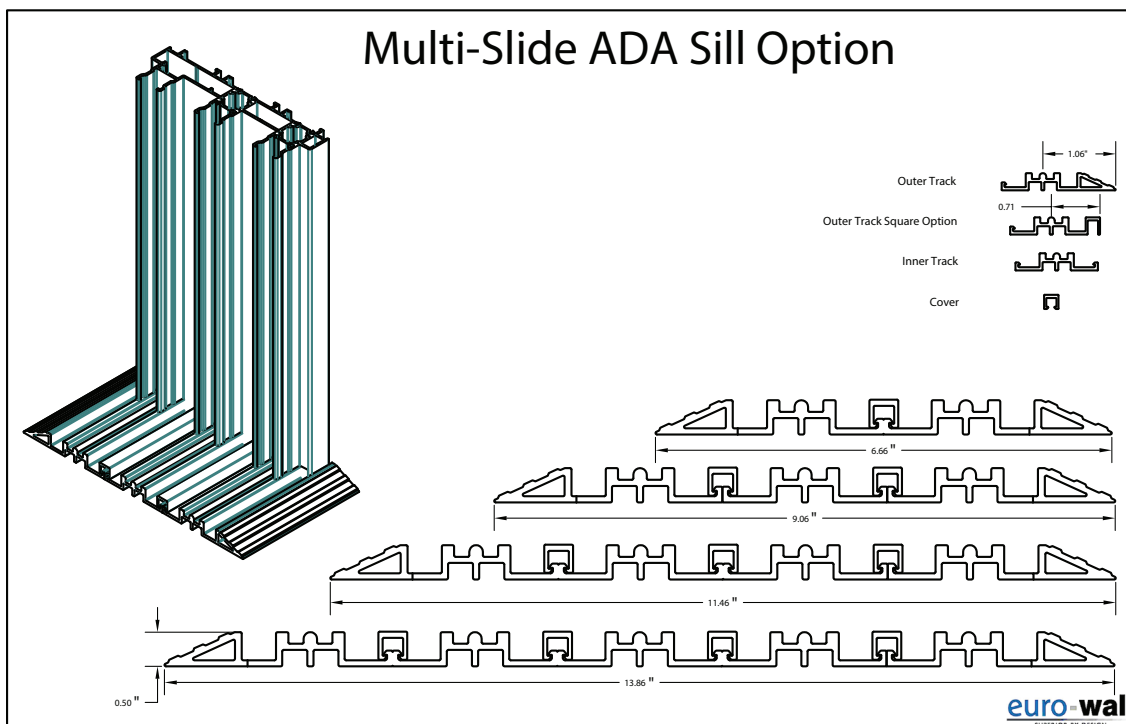 Multi-Slide ADA Sill Option
1.06"
Outer Track
0.71
Outer Track Square Option
Inner Track
Cover
6.66 "
9.06 "
11.46 "
13.86 "
0.50 "
euro-wal